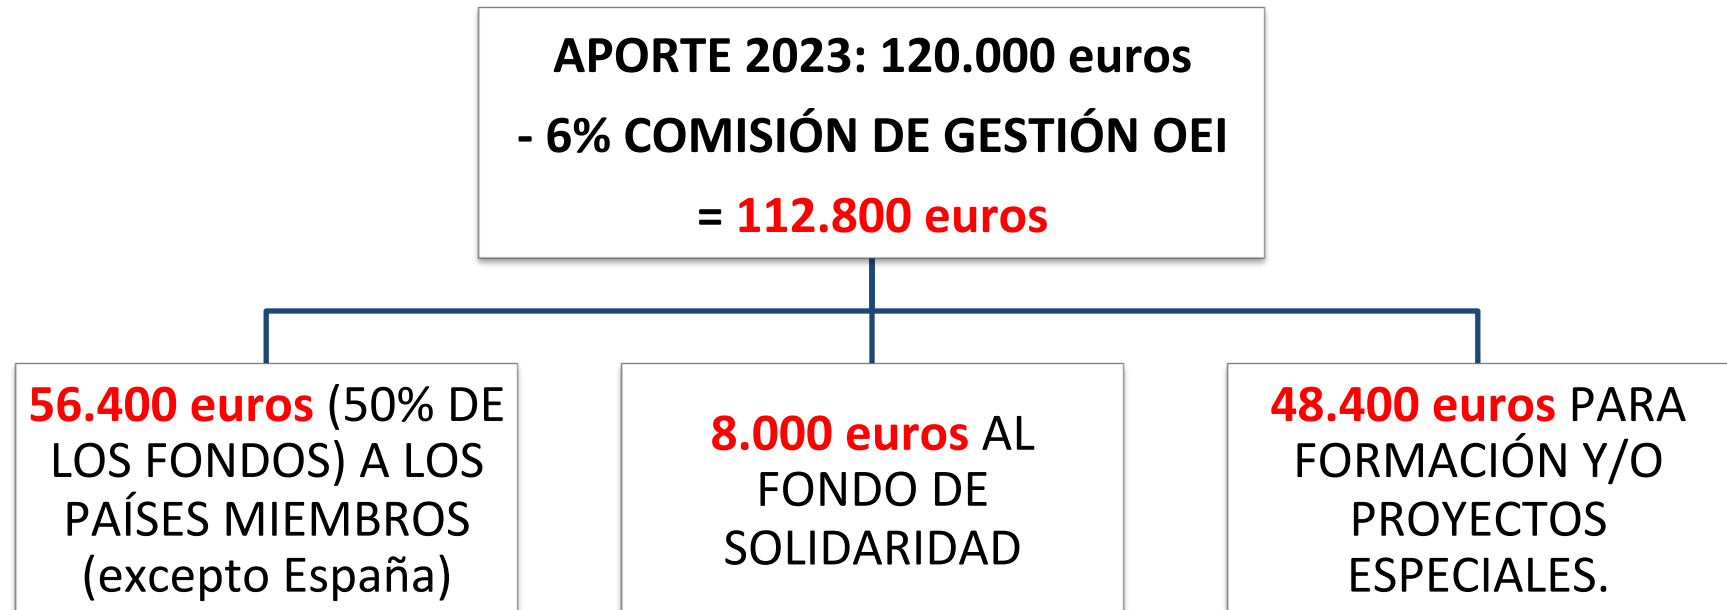 APORTE 2023: 120.000 euros
- 6% COMISIÓN DE GESTIÓN OEI
= 112.800 euros
56.400 euros (50% DE
LOS FONDOS) A LOS
PAÍSES MIEMBROS
(excepto España)
8.000 euros AL
FONDO DE
SOLIDARIDAD
48.400 euros PARA
FORMACIÓN Y/O
PROYECTOS
ESPECIALES.